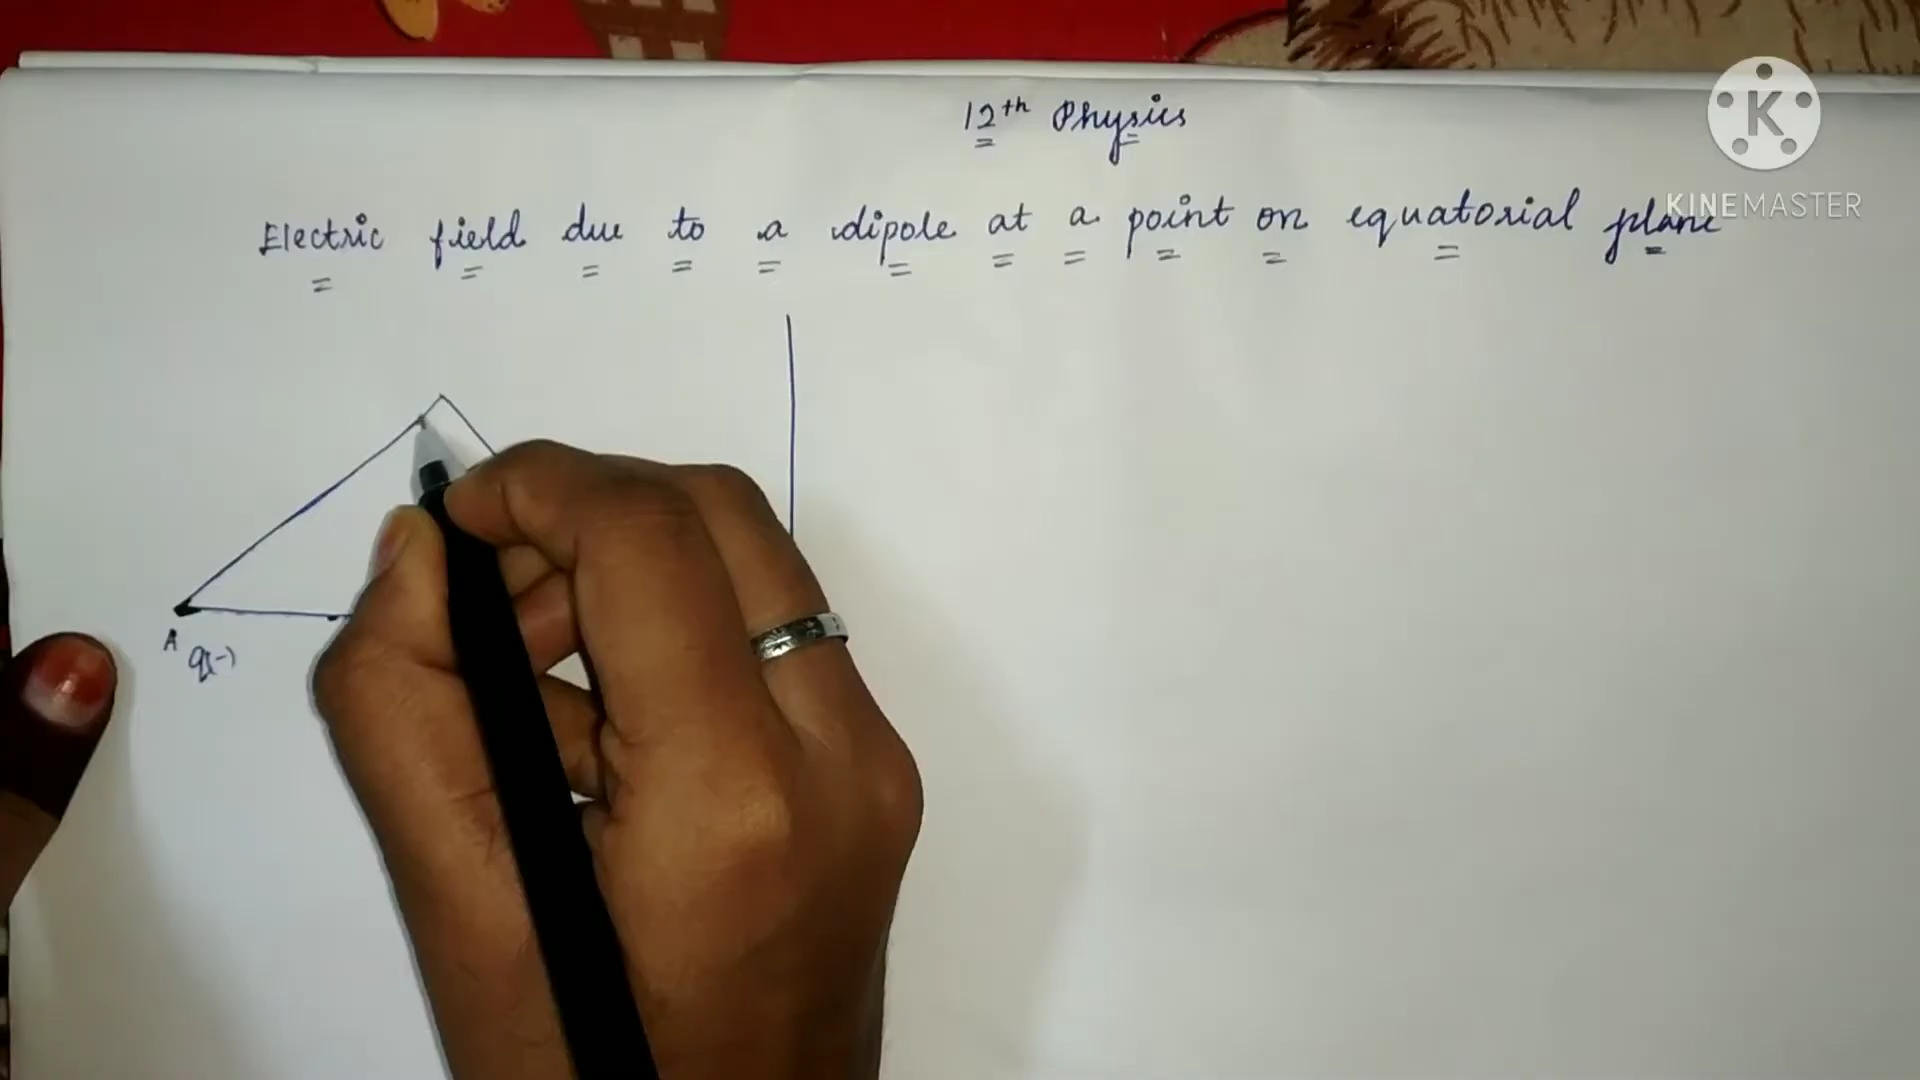 12th Physics
K
KINEMASTER
Electric field due to a dipole at a point on equatorial plane
A
q(-)